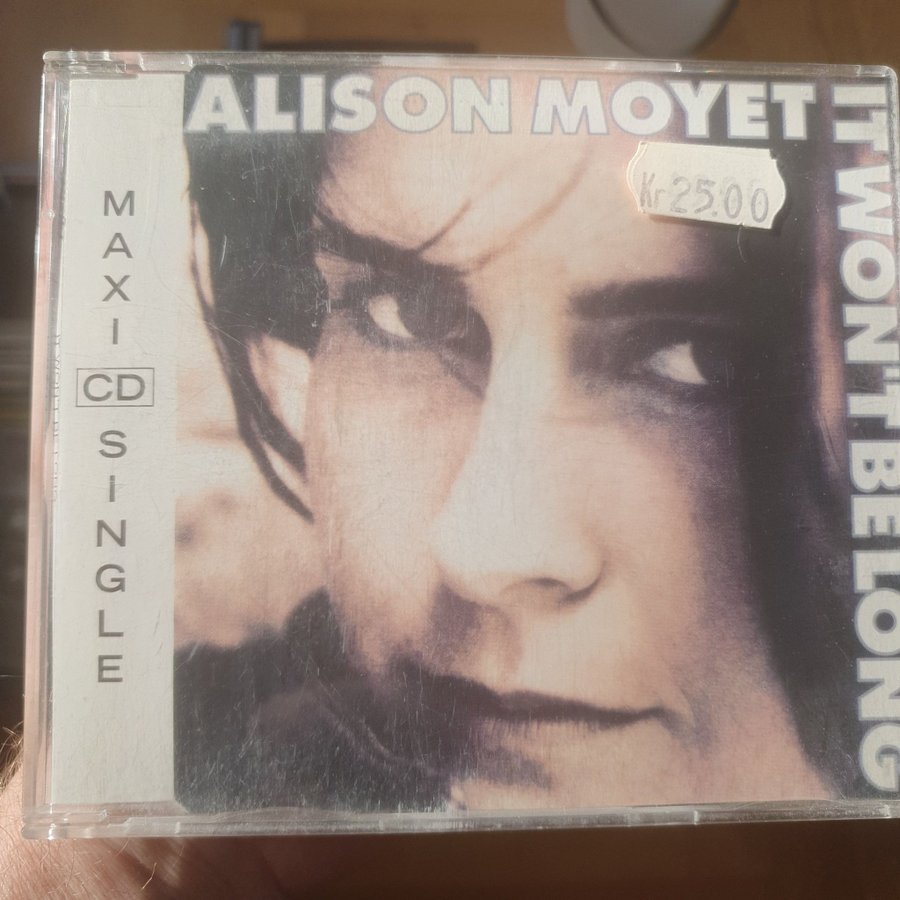 ALISON MOYET
IT WON'T BE LONG
Kr 25.00
MAXI
CD
SINGLE